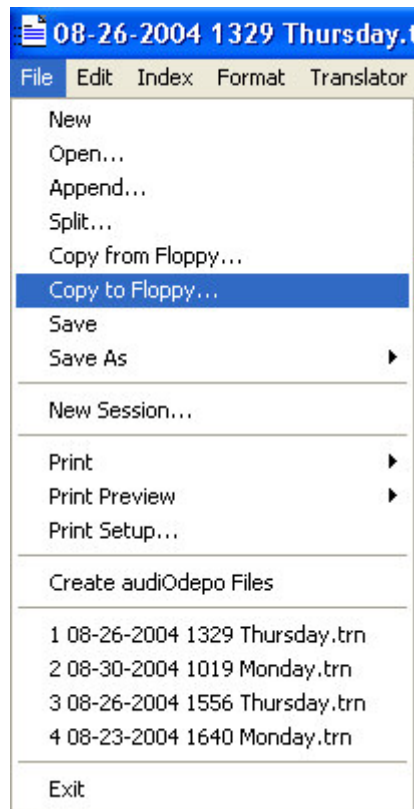 08-26-2004 1329 Thursday.t
File Edit Index Format Translator
New
Open...
Append...
Split...
Copy from Floppy...
Copy to Floppy...
Save
Save As
New Session...
Print
Print Preview
Print Setup...
Create audiOdepo Files
1 08-26-2004 1329 Thursday.trn
2 08-30-2004 1019 Monday.trn
3 08-26-2004 1556 Thursday.trn
4 08-23-2004 1640 Monday.trn
Exit